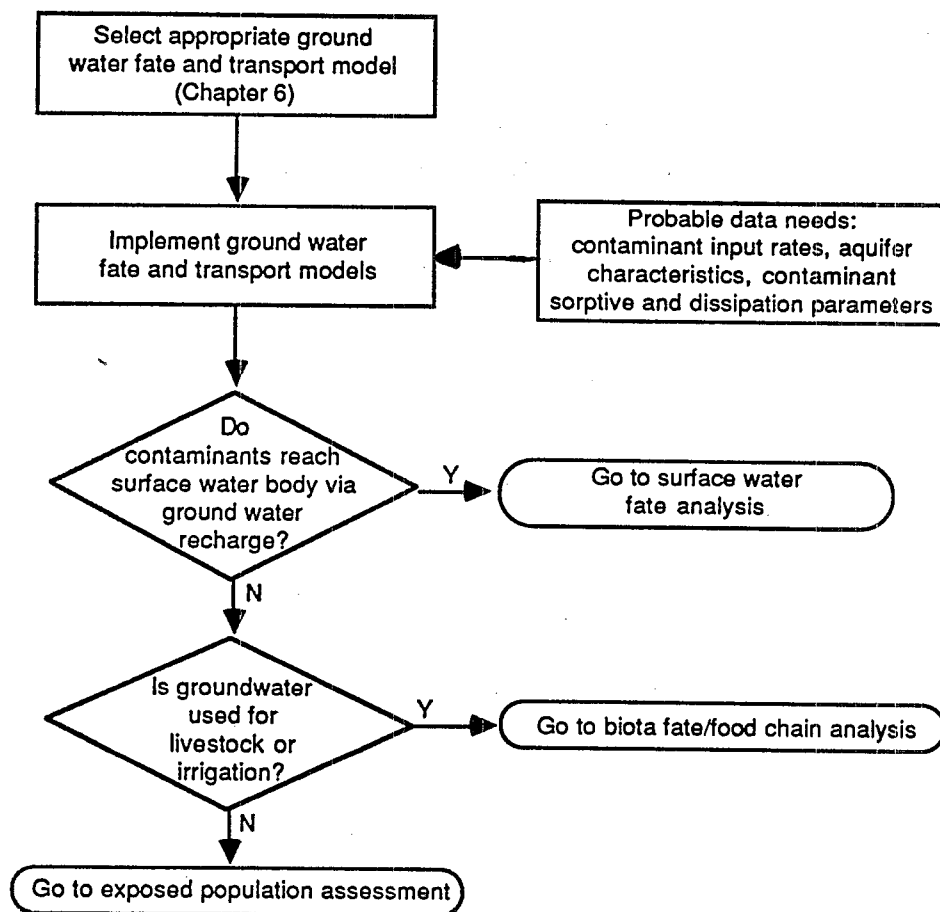 Select appropriate ground
water fate and transport model
(Chapter 6)
Implement ground water
fate and transport models
Probable data needs:
contaminant input rates, aquifer
characteristics, contaminant
sorptive and dissipation parameters
Do
contaminants reach
surface water body via
ground water
recharge?
Y
Go to surface water
fate analysis
N
Is groundwater
used for
livestock or
irrigation?
Y
Go to biota fate/food chain analysis
N
Go to exposed population assessment